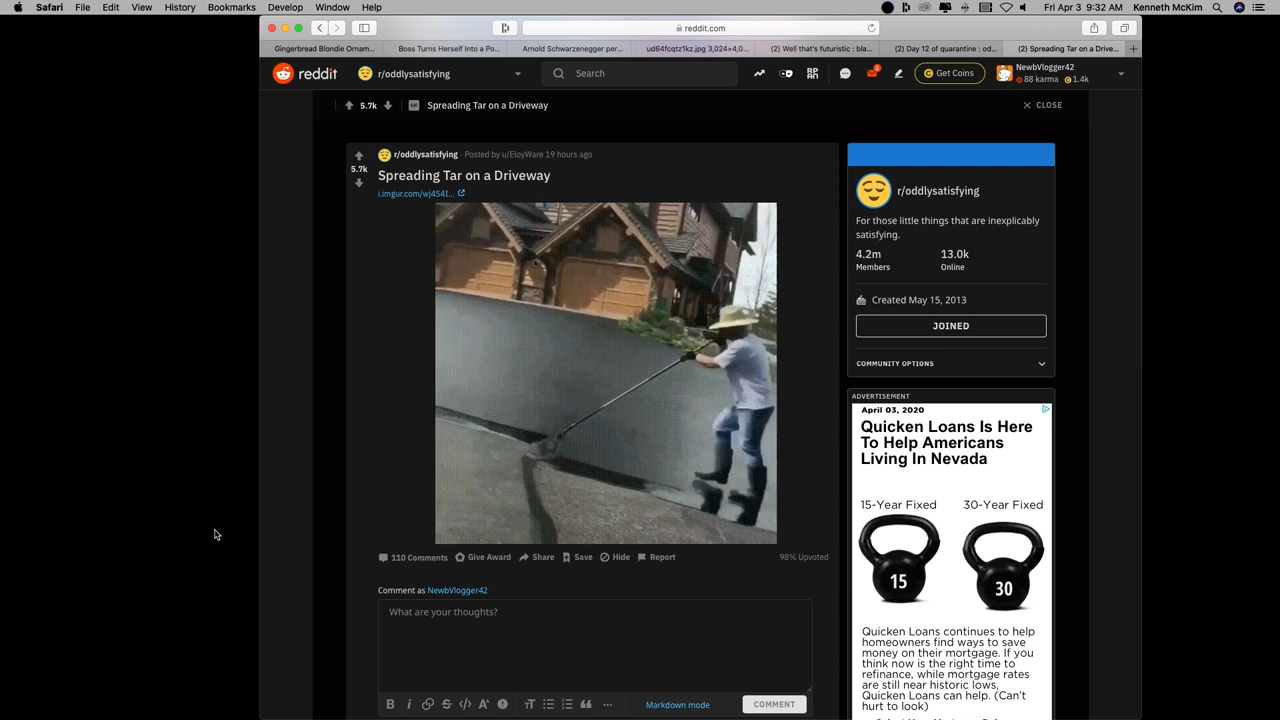 Safari File Edit View History Bookmarks Develop Window Help Fri Apr 3 9:32 AM Kenneth McKim
reddit.com
Gingerbread Blondie Ornam... Boss Turns Herself Into a Po... Arnold Schwarzenegger per... ud64fcqtz1kz.jpg 3,024×4,0... (2) Well that's futuristic : bla... (2) Day 12 of quarantine : od... (2) Spreading Tar on a Drive...
reddit r/oddlysatisfying Search Get Coins NewbVlogger42
88 karma 1.4k
5.7k GIF Spreading Tar on a Driveway CLOSE
r/oddlysatisfying · Posted by u/EloyWare 19 hours ago
5.7k
Spreading Tar on a Driveway
i.imgur.com/wj4S4I...
110 Comments Give Award Share Save Hide Report 98% Upvoted
Comment as NewbVlogger42
What are your thoughts?
Markdown mode COMMENT
r/oddlysatisfying
For those little things that are inexplicably
satisfying.
4.2m 13.0k
Members Online
Created May 15, 2013
JOINED
COMMUNITY OPTIONS
ADVERTISEMENT
April 03, 2020
Quicken Loans Is Here
To Help Americans
Living In Nevada
15-Year Fixed 30-Year Fixed
15 30
Quicken Loans continues to help
homeowners find ways to save
money on their mortgage. If you
think now is the right time to
refinance, while mortgage rates
are still near historic lows,
Quicken Loans can help. (Can't
hurt to look)